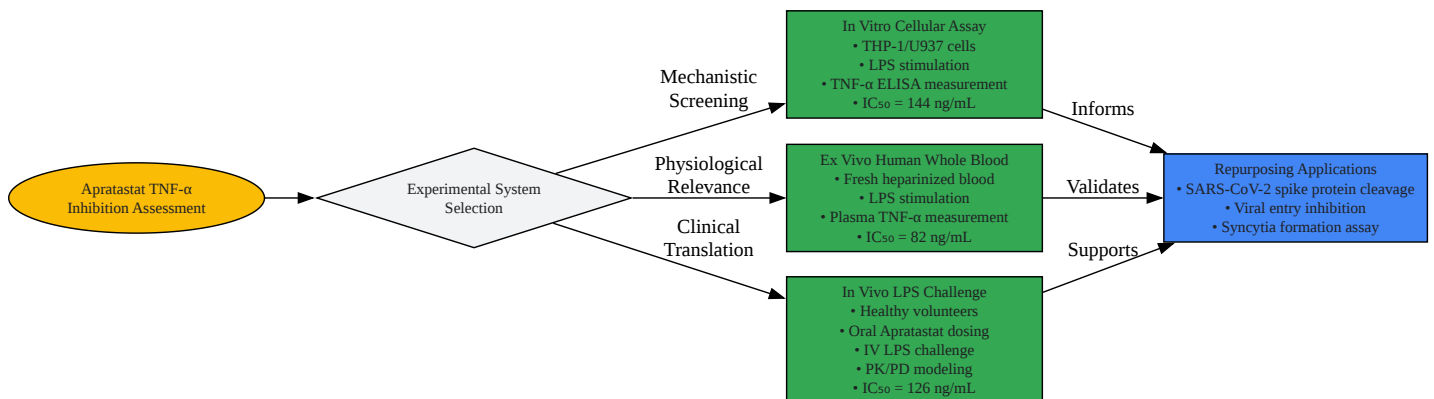 Apratastat TNF-α
Inhibition Assessment
Experimental System
Selection
Mechanistic
Screening
Physiological
Relevance
Clinical
Translation
In Vitro Cellular Assay
• THP-1/U937 cells
• LPS stimulation
• TNF-α ELISA measurement
• IC₅₀ = 144 ng/mL
Ex Vivo Human Whole Blood
• Fresh heparinized blood
• LPS stimulation
• Plasma TNF-α measurement
• IC₅₀ = 82 ng/mL
In Vivo LPS Challenge
• Healthy volunteers
• Oral Apratastat dosing
• IV LPS challenge
• PK/PD modeling
• IC₅₀ = 126 ng/mL
Informs
Validates
Supports
Repurposing Applications
• SARS-CoV-2 spike protein cleavage
• Viral entry inhibition
• Syncytia formation assay